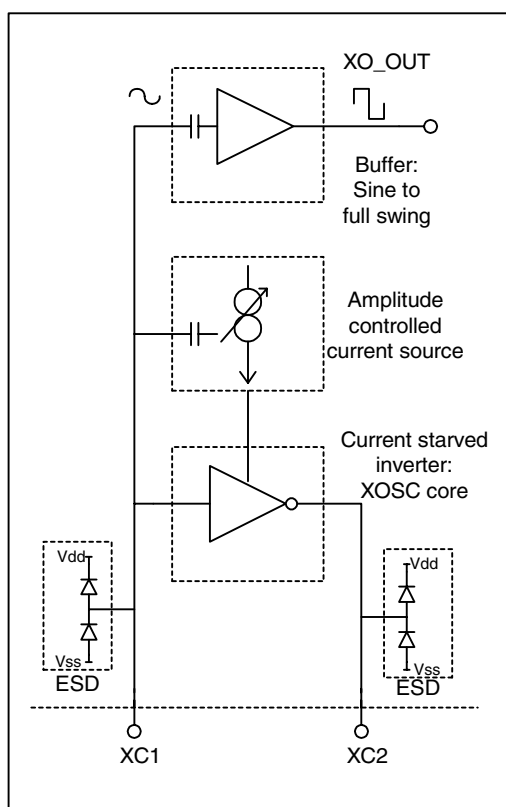 XO_OUT
Buffer:
Sine to
full swing
Amplitude
controlled
current source
Current starved
inverter:
XOSC core
Vdd
Vss
ESD
Vdd
Vss
ESD
XC1
XC2